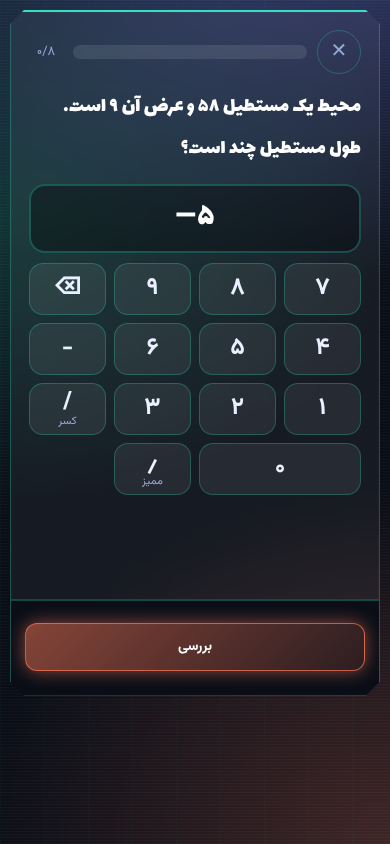 ۰/۸
محیط یک مستطیل ۵۸ و عرض آن ۹ است.
طول مستطیل چند است؟
−۵
۷ ۸ ۹
۴ ۵ ۶ -
۱ ۲ ۳ /
کسر
۰ /
ممیز
بررسی